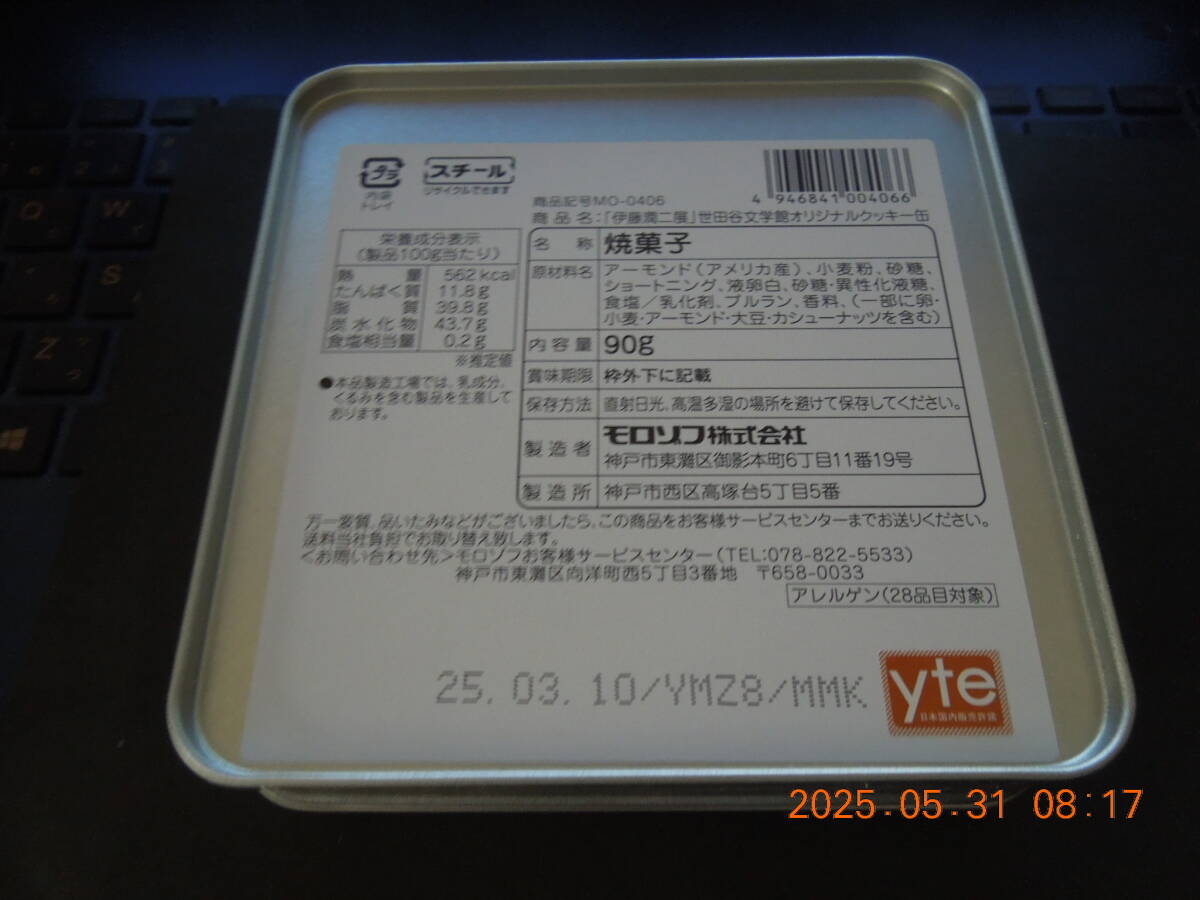 プラ
内袋
トレイ
スチール
リサイクルできます
4 946841 004066
商品記号MO-0406
商品名:「伊藤潤二展」世田谷文学館オリジナルクッキー缶
栄養成分表示
(製品100g当たり)
熱量 562kcal
たんぱく質 11.8g
脂質 39.8g
炭水化物 43.7g
食塩相当量 0.2g
※推定値
●本品製造工場では、乳成分、
くるみを含む製品を生産して
おります。
名称 焼菓子
原材料名 アーモンド(アメリカ産)、小麦粉、砂糖、
ショートニング、液卵白、砂糖・異性化液糖、
食塩/乳化剤、プルラン、香料、(一部に卵・
小麦・アーモンド・大豆・カシューナッツを含む)
内容量 90g
賞味期限 枠外下に記載
保存方法 直射日光、高温多湿の場所を避けて保存してください。
製造者 モロゾフ株式会社
神戸市東灘区御影本町6丁目11番19号
製造所 神戸市西区高塚台5丁目5番
万一変質、品いたみなどがございましたら、この商品をお客様サービスセンターまでお送りください。
送料当社負担でお取り替え致します。
<お問い合わせ先>モロゾフお客様サービスセンター(TEL:078-822-5533)
神戸市東灘区向洋町西5丁目3番地 〒658-0033
アレルゲン(28品目対象)
25.03.10/YMZ8/MMK
yte
日本国内販売許諾
2025.05.31 08:17
Q
W
S
Z